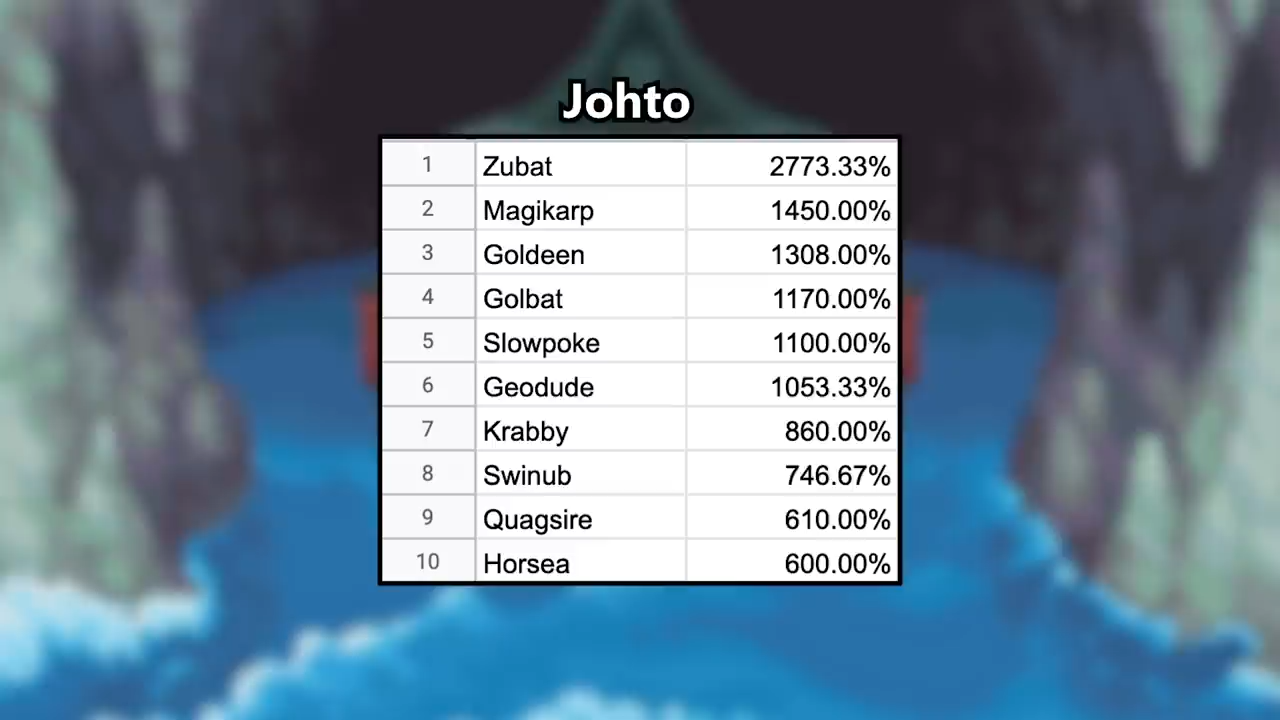 Johto
1 Zubat 2773.33%
2 Magikarp 1450.00%
3 Goldeen 1308.00%
4 Golbat 1170.00%
5 Slowpoke 1100.00%
6 Geodude 1053.33%
7 Krabby 860.00%
8 Swinub 746.67%
9 Quagsire 610.00%
10 Horsea 600.00%